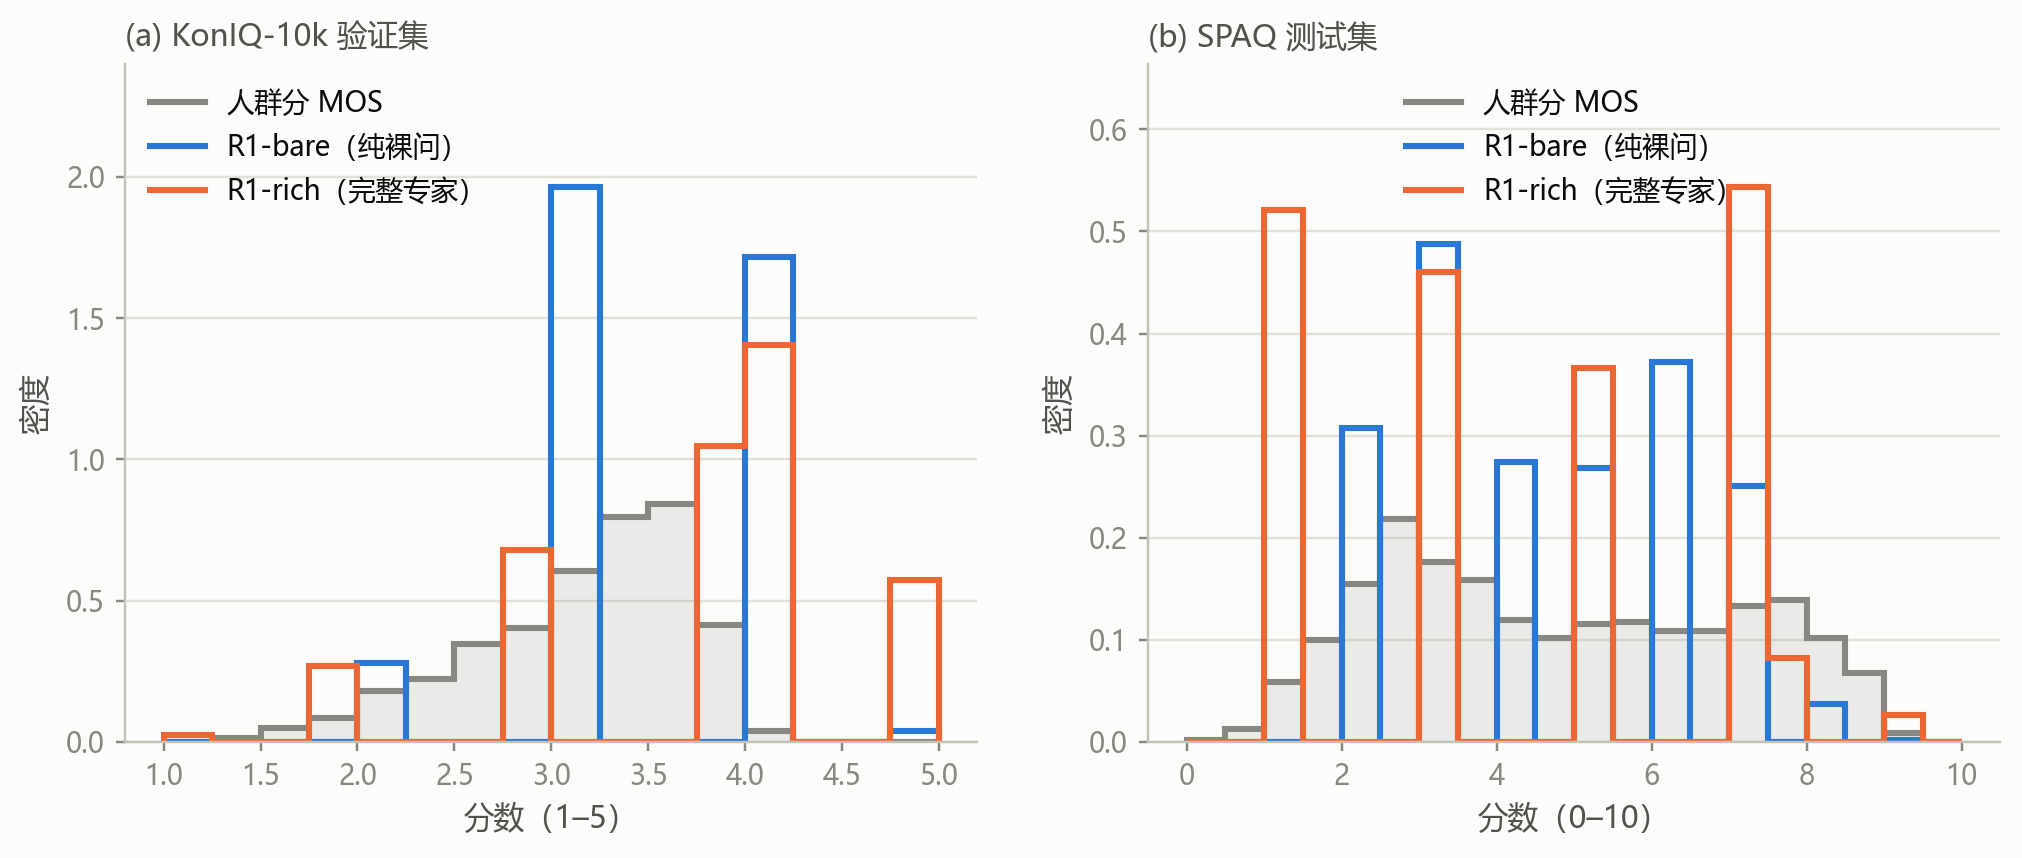 (a) KonIQ-10k 验证集
人群分 MOS
R1-bare（纯裸问）
R1-rich（完整专家）
2.0
1.5
1.0
0.5
0.0
密度
1.0 1.5 2.0 2.5 3.0 3.5 4.0 4.5 5.0
分数（1–5）
(b) SPAQ 测试集
人群分 MOS
R1-bare（纯裸问）
R1-rich（完整专家）
0.6
0.5
0.4
0.3
0.2
0.1
0.0
密度
0 2 4 6 8 10
分数（0–10）